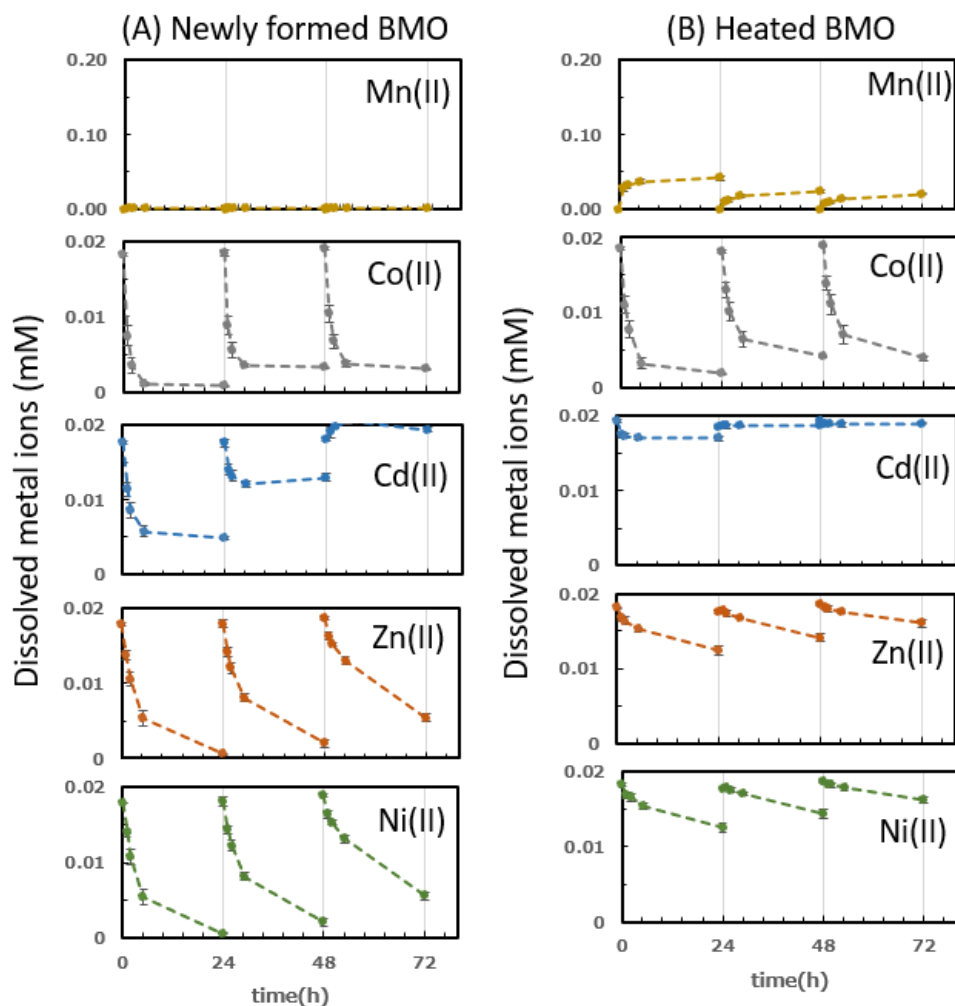 (A) Newly formed BMO
(B) Heated BMO
Dissolved metal ions (mM)
0.20
0.10
0.00
Mn(II)
0.02
0.01
0
Co(II)
0.02
0.01
0
Cd(II)
0.02
0.01
0
Zn(II)
0.02
0.01
0
Ni(II)
0 24 48 72
time(h)
Dissolved metal ions (mM)
0.20
0.10
0.00
Mn(II)
0.02
0.01
0
Co(II)
0.02
0.01
0
Cd(II)
0.02
0.01
0
Zn(II)
0.02
0.01
0
Ni(II)
0 24 48 72
time(h)